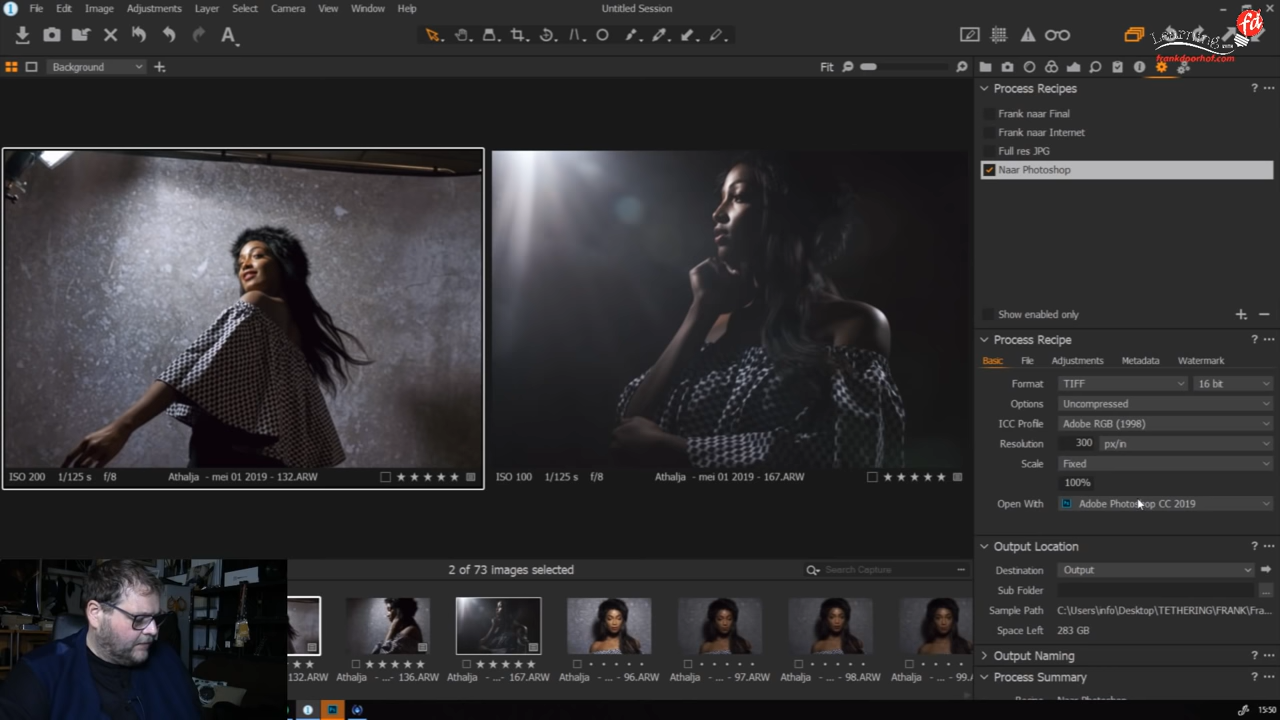 File Edit Image Adjustments Layer Select Camera View Window Help
Untitled Session
fd
Learning
frankdoorhof.com
Background
Fit
Process Recipes
Frank naar Final
Frank naar Internet
Full res JPG
Naar Photoshop
Show enabled only
Process Recipe
Basic File Adjustments Metadata Watermark
Format TIFF 16 bit
Options Uncompressed
ICC Profile Adobe RGB (1998)
Resolution 300 px/in
Scale Fixed
100%
Open With Adobe Photoshop CC 2019
Output Location
Destination Output
Sub Folder
Sample Path C:\Users\info\Desktop\TETHERING\FRANK\Fra...
Space Left 283 GB
Output Naming
Process Summary
ISO 200 1/125 s f/8 Athalja - mei 01 2019 - 132.ARW
ISO 100 1/125 s f/8 Athalja - mei 01 2019 - 167.ARW
2 of 73 images selected
Search Capture
132.ARW Athalja - ...- 136.ARW Athalja - ...- 167.ARW Athalja - ...- 96.ARW Athalja - ...- 97.ARW Athalja - ...- 98.ARW Athalja - ...- 99.A
15:50